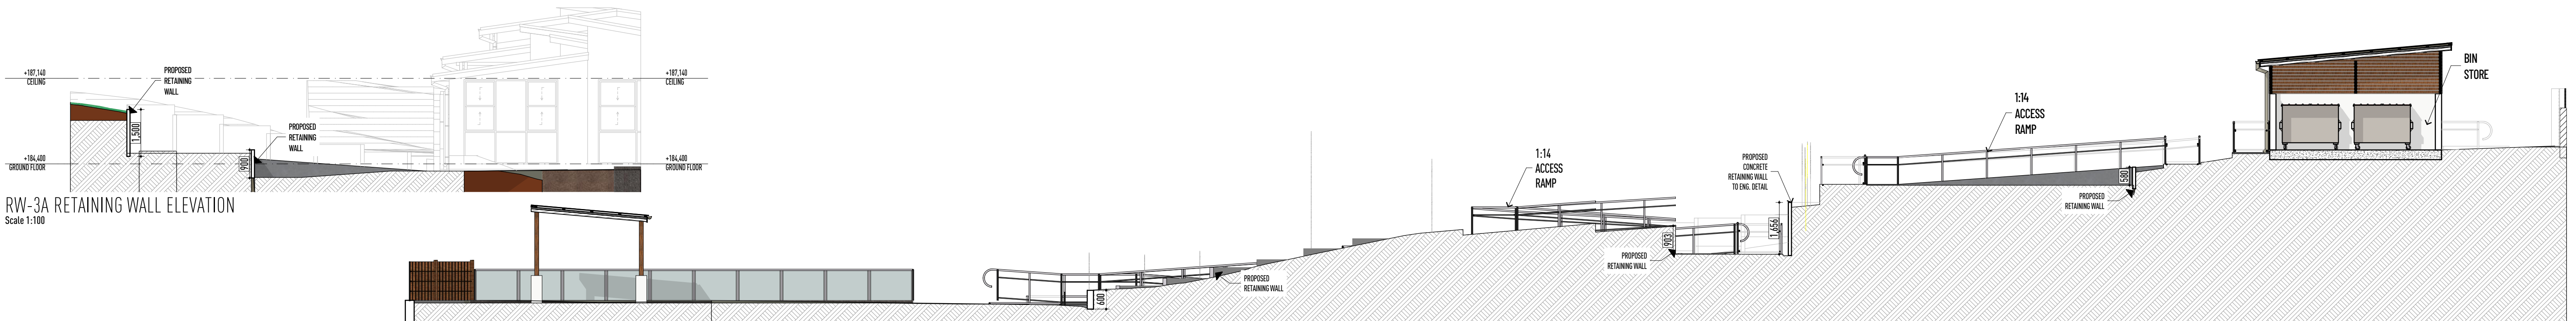 +187,140
CEILING
PROPOSED
RETAINING
WALL
1,500
PROPOSED
RETAINING
WALL
900
+184,400
GROUND FLOOR
+187,140
CEILING
+184,400
GROUND FLOOR
RW-3A RETAINING WALL ELEVATION
Scale 1:100
600
PROPOSED
RETAINING WALL
1:14
ACCESS
RAMP
903
PROPOSED
RETAINING WALL
PROPOSED
CONCRETE
RETAINING WALL
TO ENG. DETAIL
1,656
1:14
ACCESS
RAMP
580
PROPOSED
RETAINING WALL
BIN
STORE